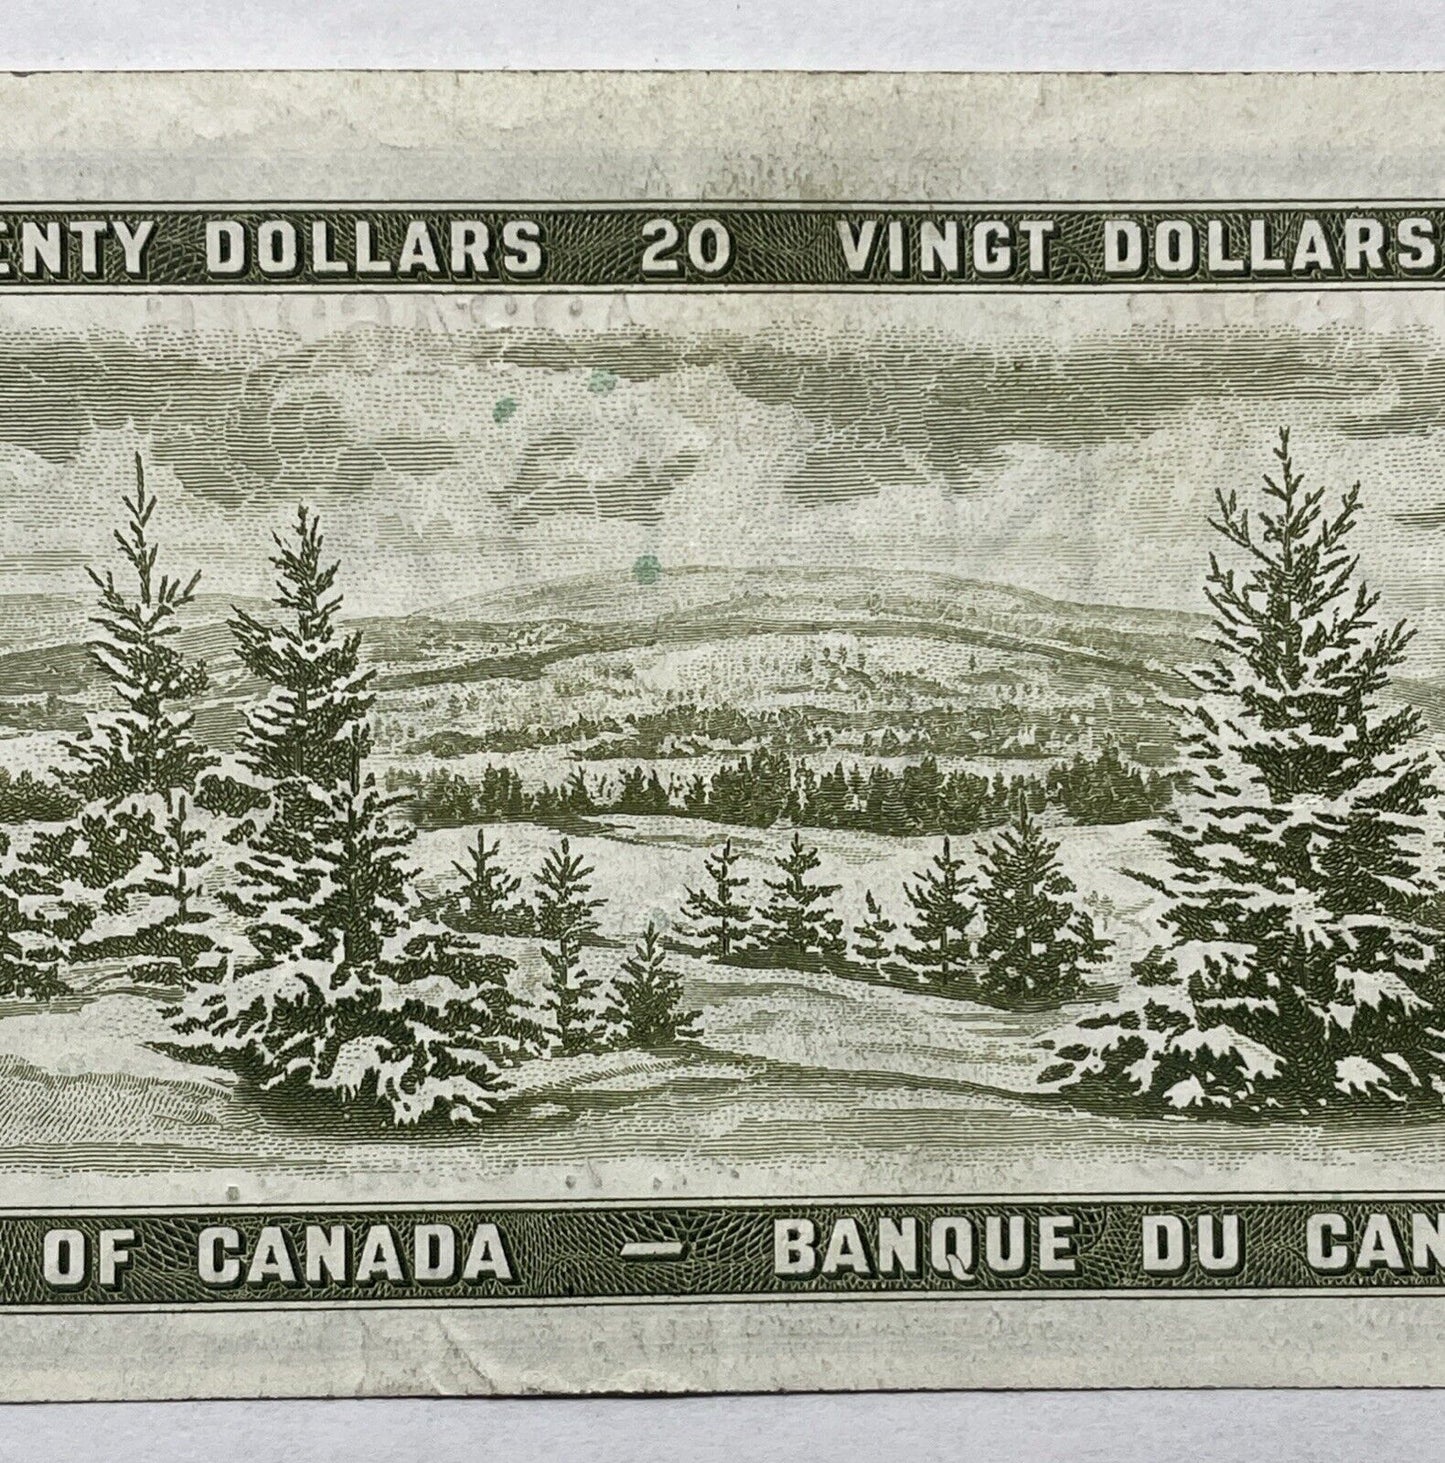 ENTY DOLLARS 20 VINGT DOLLARS
OF CANADA — BANQUE DU CAN